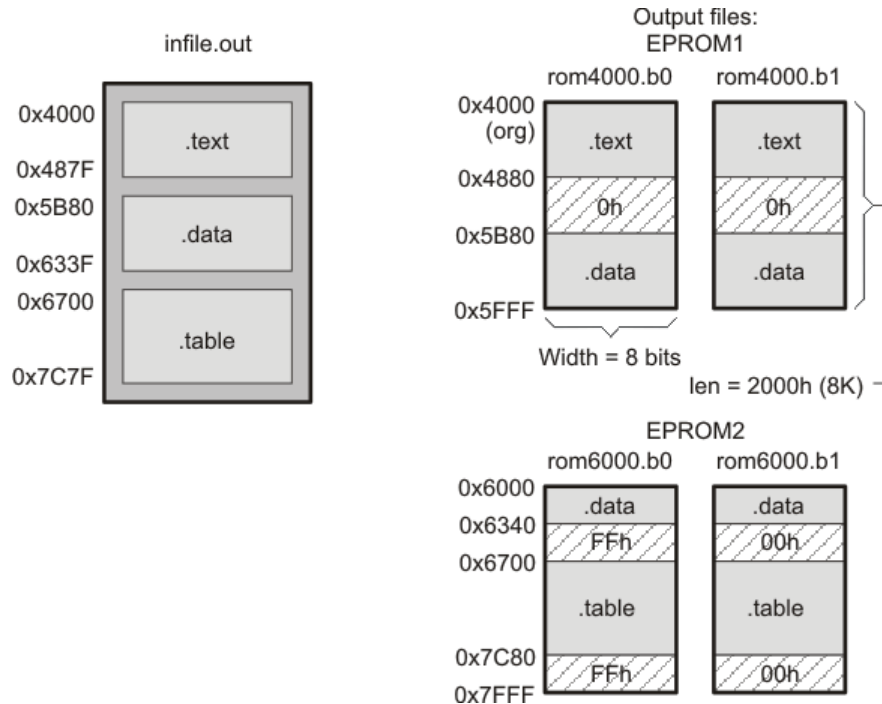 infile.out
0x4000
.text
0x487F
0x5B80
.data
0x633F
0x6700
.table
0x7C7F
Output files:
EPROM1
rom4000.b0 rom4000.b1
0x4000
(org)
.text .text
0x4880
0h 0h
0x5B80
.data .data
0x5FFF
Width = 8 bits
len = 2000h (8K)
EPROM2
rom6000.b0 rom6000.b1
0x6000
.data .data
0x6340
FFh 00h
0x6700
.table .table
0x7C80
FFh 00h
0x7FFF